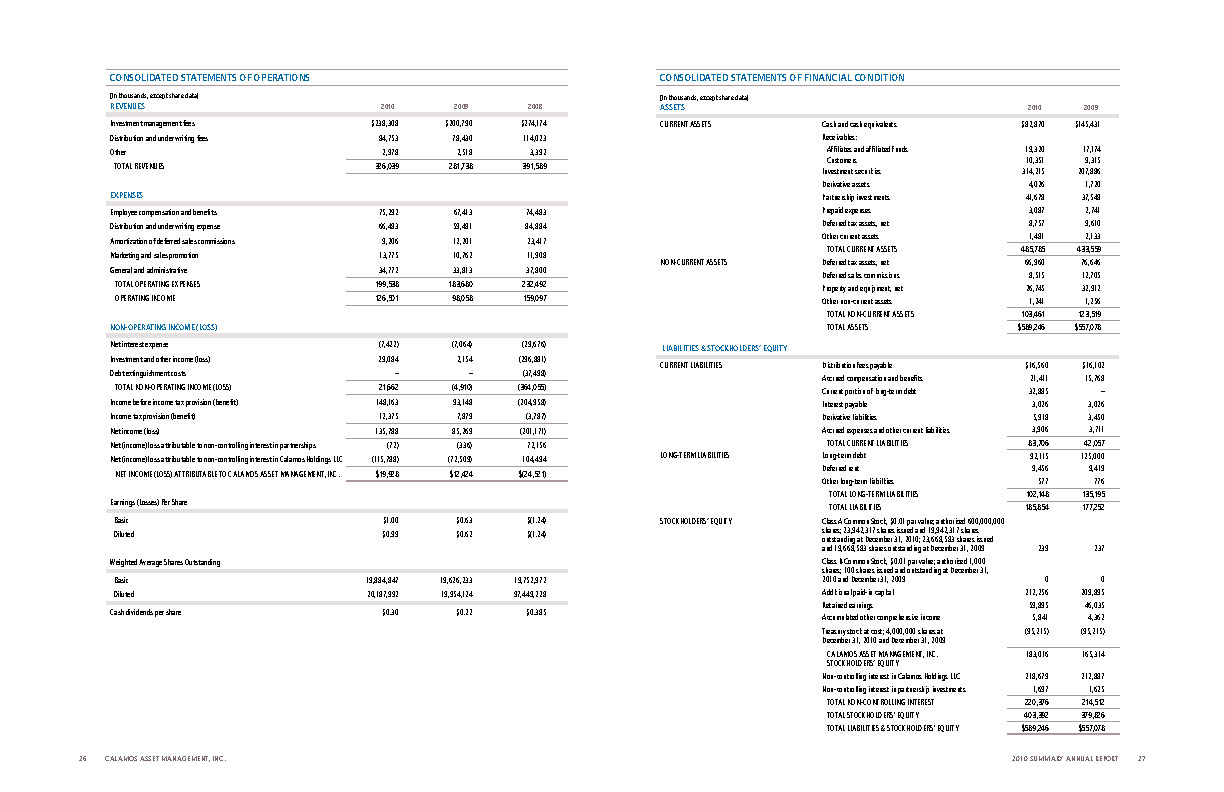 CONSOLIDATED STATEMENTS OF OPERATIONS
(in thousands, except share data)
REVENUES 2010 2009 2008
Investment management fees $238,308 $200,790 $274,174
Distribution and underwriting fees 84,753 78,430 114,023
Other 2,978 2,518 3,392
TOTAL REVENUES 326,039 281,738 391,589
EXPENSES
Employee compensation and benefits 75,292 67,413 74,483
Distribution and underwriting expense 66,493 59,491 84,884
Amortization of deferred sales commissions 9,206 12,201 23,417
Marketing and sales promotion 13,775 10,762 11,908
General and administrative 34,772 33,813 37,800
TOTAL OPERATING EXPENSES 199,538 183,680 232,492
OPERATING INCOME 126,501 98,058 159,097
NON-OPERATING INCOME (LOSS)
Net interest expense (7,422) (7,064) (29,676)
Investment and other income (loss) 29,084 2,154 (296,881)
Debt extinguishment costs – – (37,498)
TOTAL NON-OPERATING INCOME (LOSS) 21,662 (4,910) (364,055)
Income before income tax provision (benefit) 148,163 93,148 (204,958)
Income tax provision (benefit) 12,375 7,879 (3,787)
Net income (loss) 135,788 85,269 (201,171)
Net (income) loss attributable to non-controlling interest in partnerships (72) (336) 72,156
Net (income) loss attributable to non-controlling interest in Calamos Holdings LLC (115,788) (72,509) 104,494
NET INCOME (LOSS) ATTRIBUTABLE TO CALAMOS ASSET MANAGEMENT, INC. $19,928 $12,424 $(24,521)
Earnings (Losses) Per Share
Basic $1.00 $0.63 $(1.24)
Diluted $0.99 $0.62 $(1.24)
Weighted Average Shares Outstanding
Basic 19,884,847 19,626,233 19,752,972
Diluted 20,187,992 19,954,124 97,449,228
Cash dividends per share $0.30 $0.22 $0.385
26 CALAMOS ASSET MANAGEMENT, INC.
CONSOLIDATED STATEMENTS OF FINANCIAL CONDITION
(in thousands, except share data)
ASSETS 2010 2009
CURRENT ASSETS Cash and cash equivalents $82,870 $145,431
Receivables:
Affiliates and affiliated funds 19,320 17,174
Customers 10,351 9,315
Investment securities 314,215 207,886
Derivative assets 4,026 1,720
Partnership investments 41,678 37,548
Prepaid expenses 3,087 2,741
Deferred tax assets, net 8,757 9,610
Other current assets 1,481 2,133
TOTAL CURRENT ASSETS 485,785 433,559
NON-CURRENT ASSETS Deferred tax assets, net 66,960 76,646
Deferred sales commissions 8,515 12,705
Property and equipment, net 26,745 32,912
Other non-current assets 1,241 1,256
TOTAL NON-CURRENT ASSETS 103,461 123,519
TOTAL ASSETS $589,246 $557,078
LIABILITIES & STOCKHOLDERS' EQUITY
CURRENT LIABILITIES Distribution fees payable $16,560 $16,102
Accrued compensation and benefits 21,411 15,768
Current portion of long-term debt 32,885 –
Interest payable 3,026 3,026
Derivative liabilities 5,918 3,450
Accrued expenses and other current liabilities 3,906 3,711
TOTAL CURRENT LIABILITIES 83,706 42,057
LONG-TERM LIABILITIES Long-term debt 92,115 125,000
Deferred rent 9,456 9,419
Other long-term liabilities 577 776
TOTAL LONG-TERM LIABILITIES 102,148 135,195
TOTAL LIABILITIES 185,854 177,252
STOCKHOLDERS' EQUITY Class A Common Stock, $0.01 par value; authorized 600,000,000
shares; 23,942,317 shares issued and 19,942,317 shares
outstanding at December 31, 2010; 23,668,583 shares issued
and 19,668,583 shares outstanding at December 31, 2009 239 237
Class B Common Stock, $0.01 par value; authorized 1,000
shares; 100 shares issued and outstanding at December 31,
2010 and December 31, 2009 0 0
Additional paid-in capital 212,256 209,895
Retained earnings 59,895 46,035
Accumulated other comprehensive income 5,841 4,362
Treasury stock at cost; 4,000,000 shares at (95,215) (95,215)
December 31, 2010 and December 31, 2009
CALAMOS ASSET MANAGEMENT, INC. 183,016 165,314
STOCKHOLDERS' EQUITY
Non-controlling interest in Calamos Holdings LLC 218,679 212,887
Non-controlling interest in partnership investments 1,697 1,625
TOTAL NON-CONTROLLING INTEREST 220,376 214,512
TOTAL STOCKHOLDERS' EQUITY 403,392 379,826
TOTAL LIABILITIES & STOCKHOLDERS' EQUITY $589,246 $557,078
2010 SUMMARY ANNUAL REPORT 27